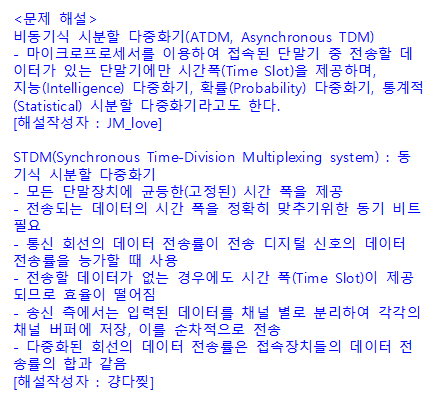 <문제 해설>
비동기식 시분할 다중화기(ATDM, Asynchronous TDM)
- 마이크로프로세서를 이용하여 접속된 단말기 중 전송할 데
이터가 있는 단말기에만 시간폭(Time Slot)을 제공하며,
지능(Intelligence) 다중화기, 확률(Probability) 다중화기, 통계적
(Statistical) 시분할 다중화기라고도 한다.
[해설작성자 : JM_love]

STDM(Synchronous Time-Division Multiplexing system) : 동
기식 시분할 다중화기
- 모든 단말장치에 균등한(고정된) 시간 폭을 제공
- 전송되는 데이터의 시간 폭을 정확히 맞추기위한 동기 비트
필요
- 통신 회선의 데이터 전송률이 전송 디지털 신호의 데이터
전송률을 능가할 때 사용
- 전송할 데이터가 없는 경우에도 시간 폭(Time Slot)이 제공
되므로 효율이 떨어짐
- 송신 측에서는 입력된 데이터를 채널 별로 분리하여 각각의
채널 버퍼에 저장, 이를 순차적으로 전송
- 다중화된 회선의 데이터 전송률은 접속장치들의 데이터 전
송률의 합과 같음
[해설작성자 : 걍다찢]